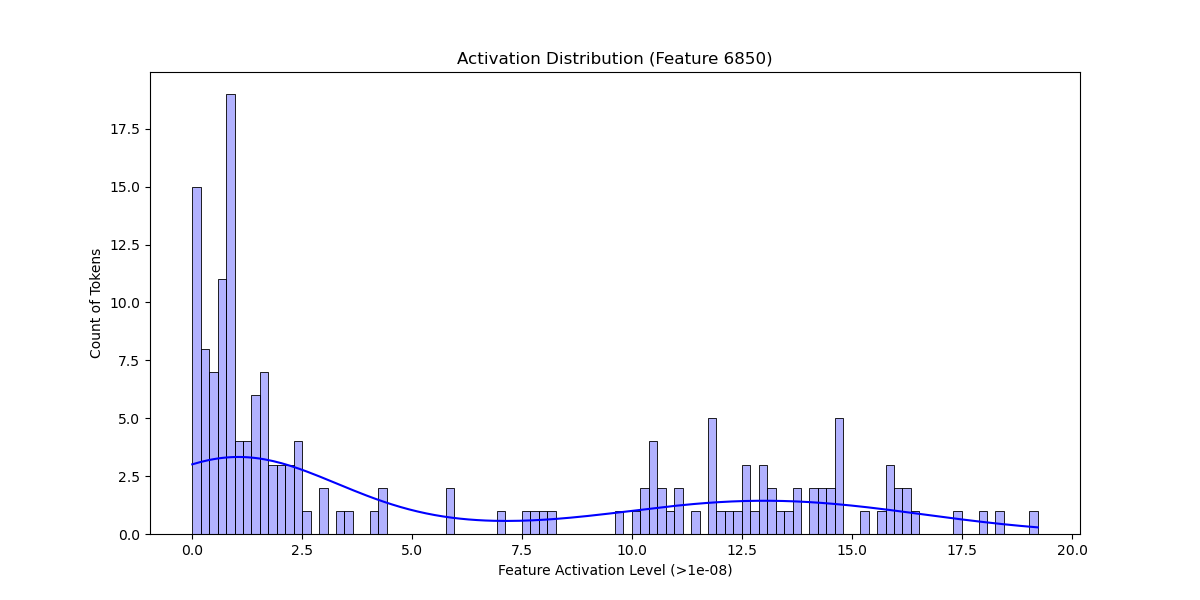 Activation Distribution (Feature 6850)
17.5
15.0
12.5
10.0
7.5
5.0
2.5
0.0
Count of Tokens
0.0 2.5 5.0 7.5 10.0 12.5 15.0 17.5 20.0
Feature Activation Level (>1e-08)